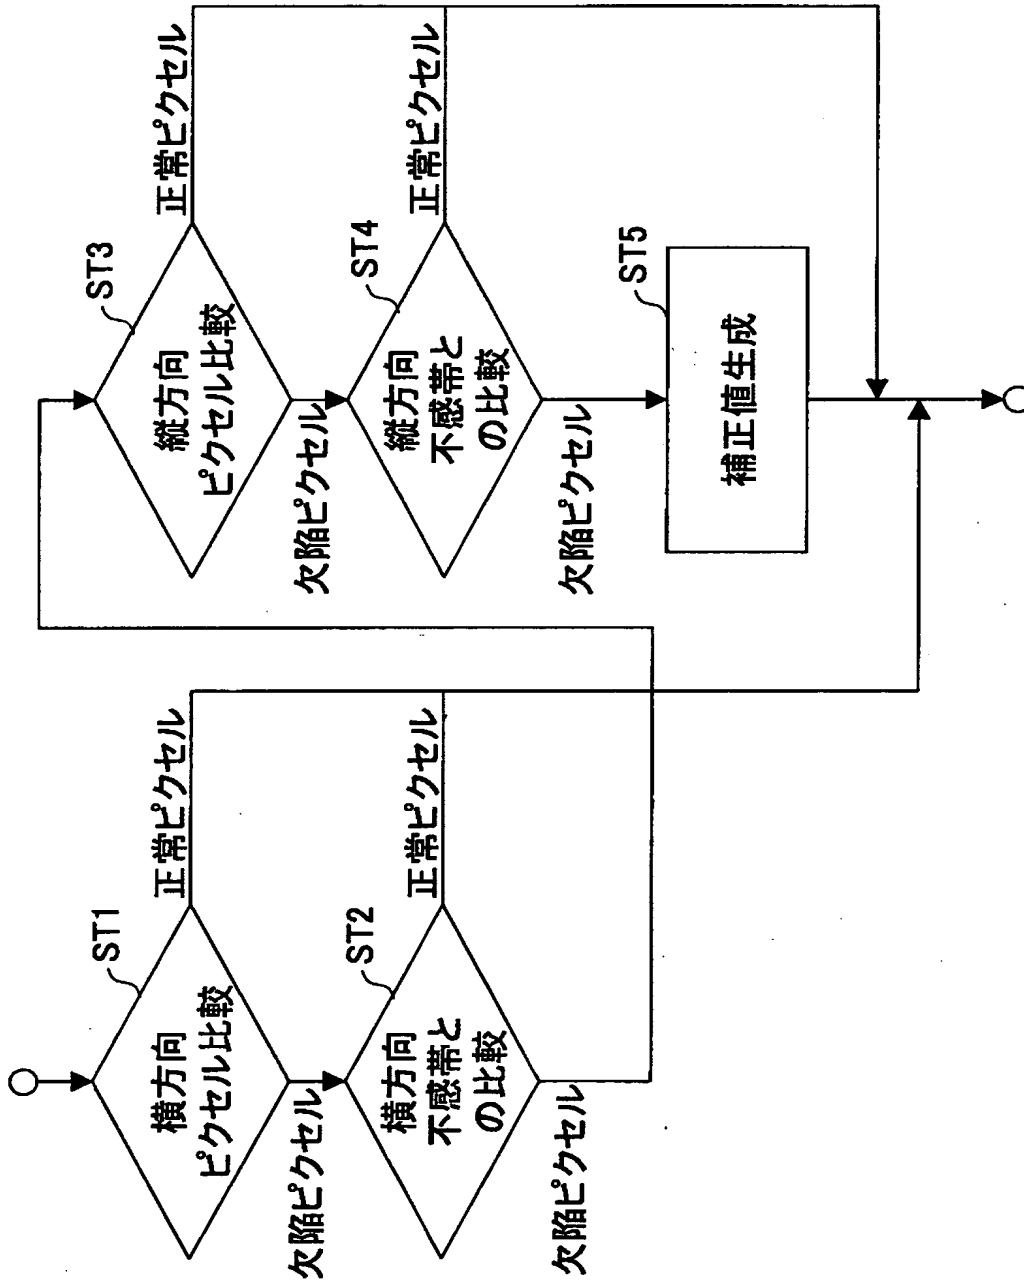 ST1
横方向
ピクセル比較
正常ピクセル
欠陥ピクセル
ST2
横方向
不感帯と
の比較
正常ピクセル
欠陥ピクセル
ST3
縦方向
ピクセル比較
正常ピクセル
欠陥ピクセル
ST4
縦方向
不感帯と
の比較
正常ピクセル
欠陥ピクセル
ST5
補正値生成